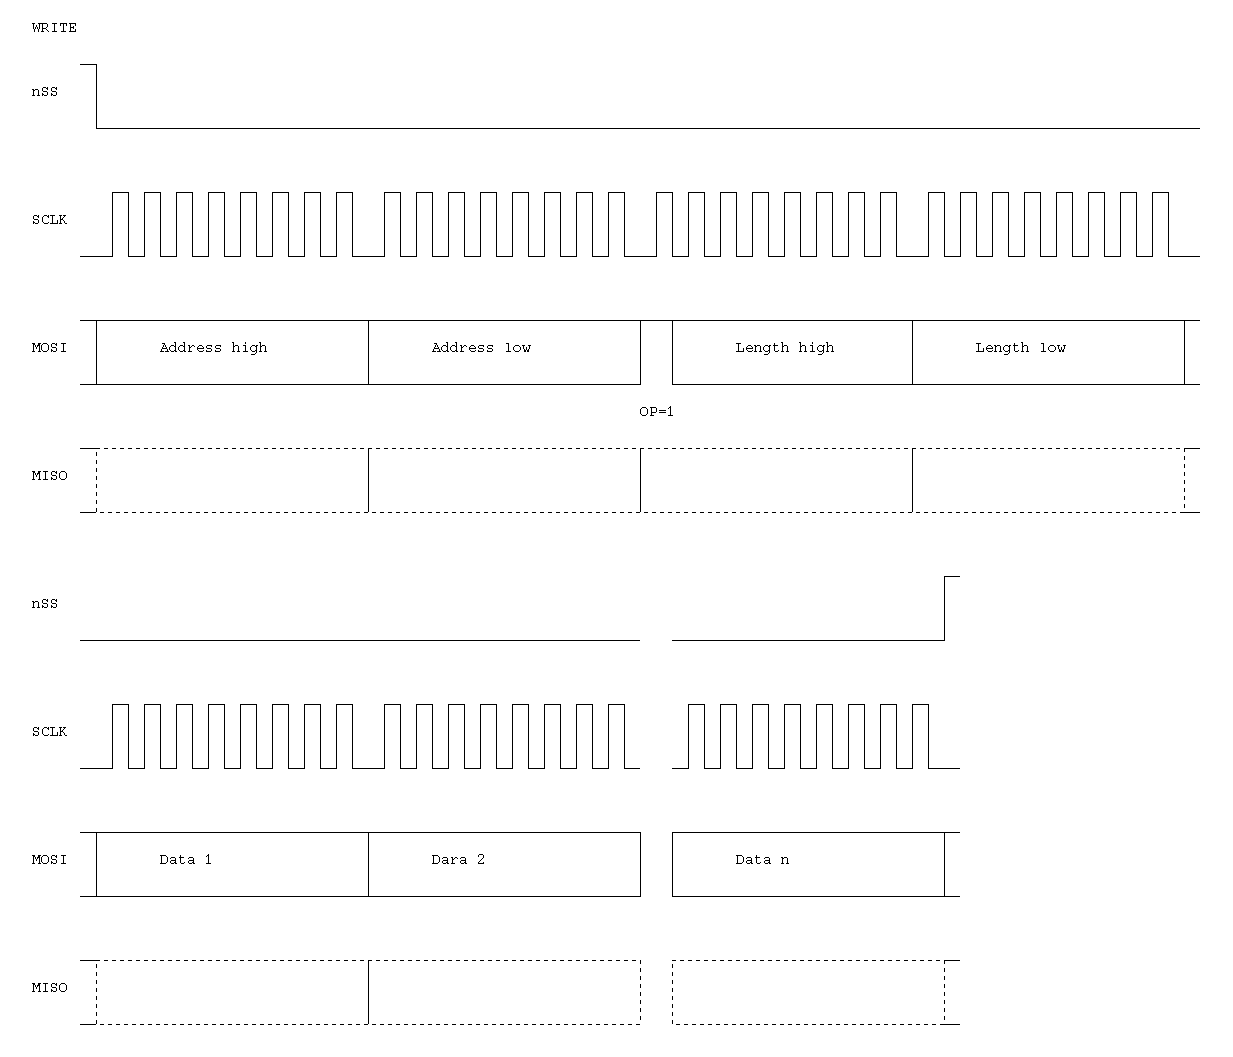 WRITE
nSS
SCLK
MOSI Address high Address low Length high Length low
OP=1
MISO
nSS
SCLK
MOSI Data 1 Dara 2 Data n
MISO